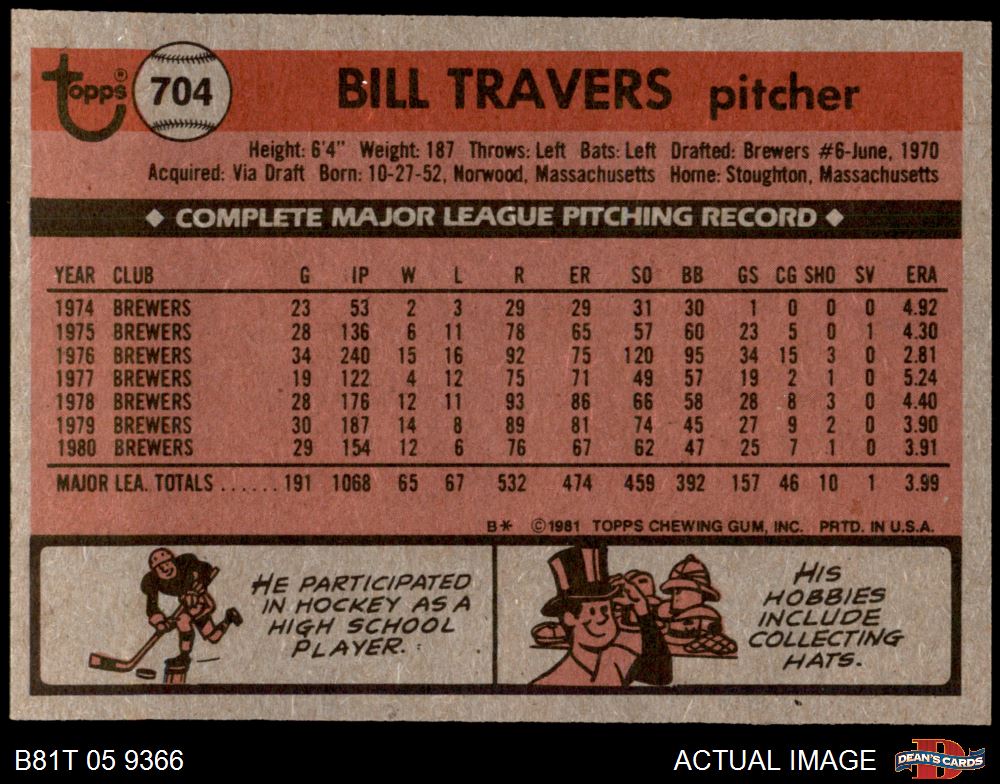 topps® 704 BILL TRAVERS pitcher
Height: 6'4" Weight: 187 Throws: Left Bats: Left Drafted: Brewers #6-June, 1970
Acquired: Via Draft Born: 10-27-52, Norwood, Massachusetts Home: Stoughton, Massachusetts
◆ COMPLETE MAJOR LEAGUE PITCHING RECORD ◆
YEAR CLUB G IP W L R ER SO BB GS CG SHO SV ERA
1974 BREWERS 23 53 2 3 29 29 31 30 1 0 0 0 4.92
1975 BREWERS 28 136 6 11 78 65 57 60 23 5 0 1 4.30
1976 BREWERS 34 240 15 16 92 75 120 95 34 15 3 0 2.81
1977 BREWERS 19 122 4 12 75 71 49 57 19 2 1 0 5.24
1978 BREWERS 28 176 12 11 93 86 66 58 28 8 3 0 4.40
1979 BREWERS 30 187 14 8 89 81 74 45 27 9 2 0 3.90
1980 BREWERS 29 154 12 6 76 67 62 47 25 7 1 0 3.91
MAJOR LEA. TOTALS ...... 191 1068 65 67 532 474 459 392 157 46 10 1 3.99
B* ©1981 TOPPS CHEWING GUM, INC. PRTD. IN U.S.A.
HE PARTICIPATED
IN HOCKEY AS A
HIGH SCHOOL
PLAYER.
HIS
HOBBIES
INCLUDE
COLLECTING
HATS.
B81T 05 9366 ACTUAL IMAGE DEAN'S CARDS